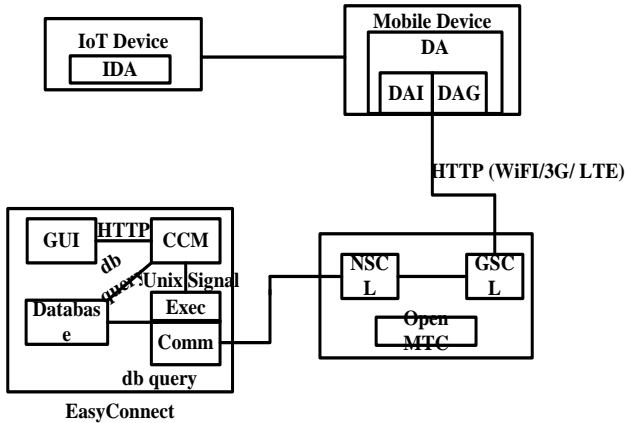 IoT Device
IDA
Mobile Device
DA
DAI
DAG
HTTP (WiFI/3G/ LTE)
GUI
HTTP
CCM
db
query
Unix Signal
Databas
e
Exec
Comm
db query
EasyConnect
NSC
L
GSC
L
Open
MTC